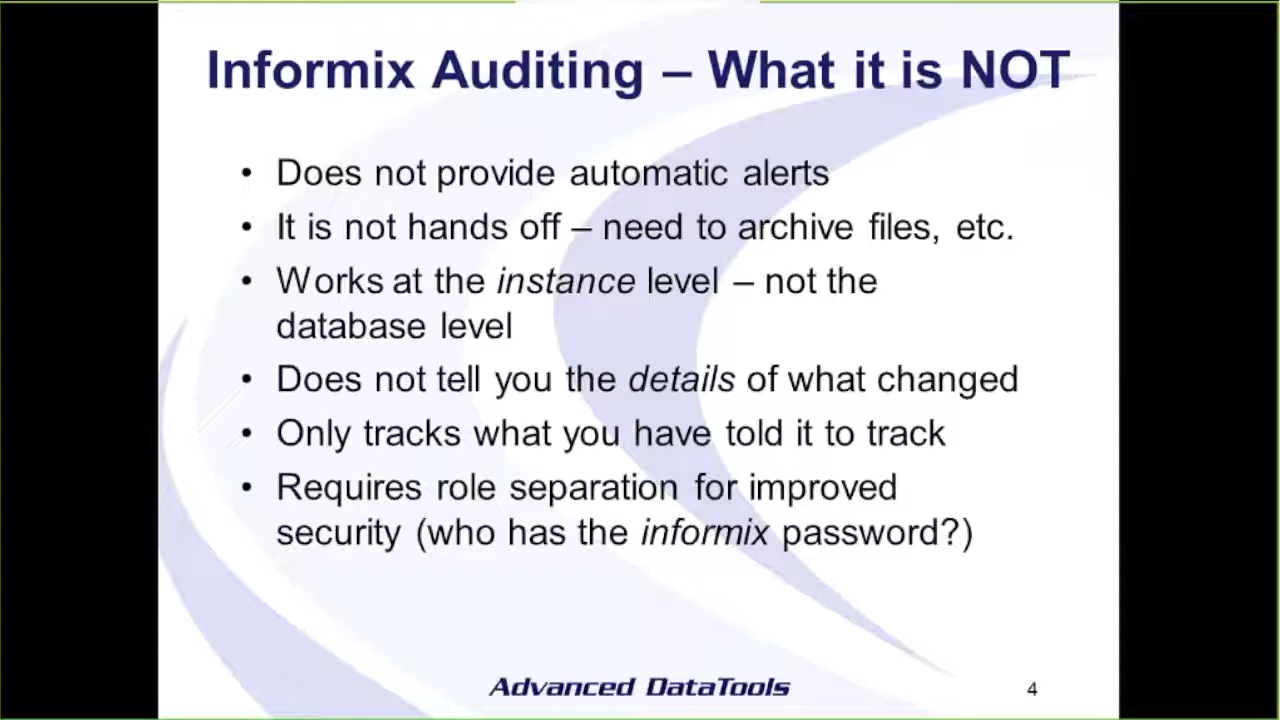 Informix Auditing – What it is NOT
• Does not provide automatic alerts
• It is not hands off – need to archive files, etc.
• Works at the instance level – not the
database level
• Does not tell you the details of what changed
• Only tracks what you have told it to track
• Requires role separation for improved
security (who has the informix password?)
Advanced DataTools
4